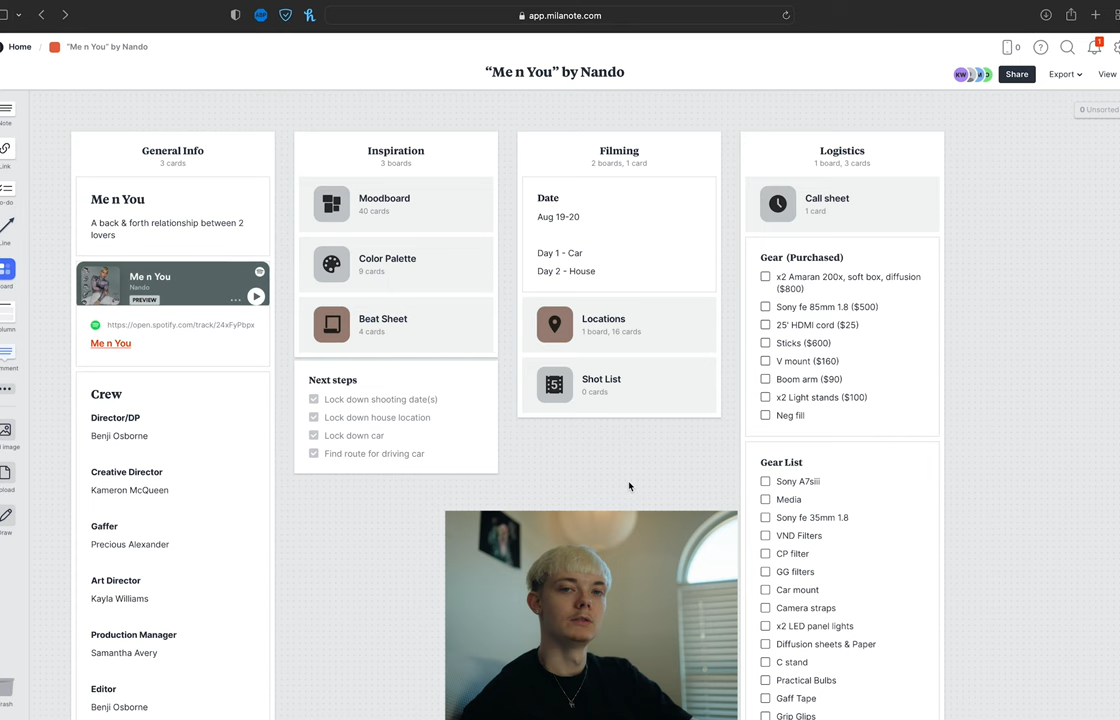 app.milanote.com
Home / "Me n You" by Nando
0
1
"Me n You" by Nando
KW
Share
Export
View
0 Unsorted
General Info
3 cards
Me n You
A back & forth relationship between 2
lovers
Me n You
Nando
PREVIEW
https://open.spotify.com/track/24xFyPbpx
Me n You
Crew
Director/DP
Benji Osborne
Creative Director
Kameron McQueen
Gaffer
Precious Alexander
Art Director
Kayla Williams
Production Manager
Samantha Avery
Editor
Benji Osborne
Inspiration
3 boards
Moodboard
40 cards
Color Palette
9 cards
Beat Sheet
4 cards
Next steps
Lock down shooting date(s)
Lock down house location
Lock down car
Find route for driving car
Filming
2 boards, 1 card
Date
Aug 19-20
Day 1 - Car
Day 2 - House
Locations
1 board, 16 cards
5
Shot List
0 cards
Logistics
1 board, 3 cards
Call sheet
1 card
Gear (Purchased)
x2 Amaran 200x, soft box, diffusion
($800)
Sony fe 85mm 1.8 ($500)
25' HDMI cord ($25)
Sticks ($600)
V mount ($160)
Boom arm ($90)
x2 Light stands ($100)
Neg fill
Gear List
Sony A7siii
Media
Sony fe 35mm 1.8
VND Filters
CP filter
GG filters
Car mount
Camera straps
x2 LED panel lights
Diffusion sheets & Paper
C stand
Practical Bulbs
Gaff Tape
Grip Glips